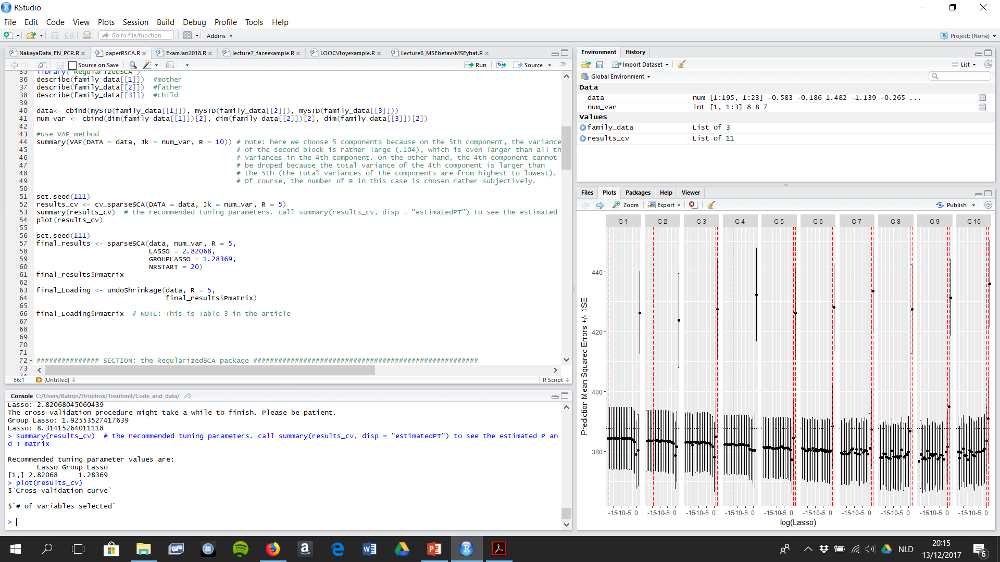 RStudio
File Edit Code View Plots Session Build Debug Profile Tools Help
Go to file/function Addins Project: (None)
NakayaData_EN_PCR.R paperRSCA.R ExamJan2018.R lecture7_faceexample.R LOOCVtoyexample.R Lecture6_MSEbetavsMSEyhat.R
Source on Save Run Source
35 library("RegularizedSCA")
36 describe(family_data[[1]]) #mother
37 describe(family_data[[2]]) #father
38 describe(family_data[[3]]) #child
39
40 data<- cbind(mySTD(family_data[[1]]), mySTD(family_data[[2]]), mySTD(family_data[[3]]))
41 num_var <- cbind(dim(family_data[[1]])[2], dim(family_data[[2]])[2], dim(family_data[[3]])[2])
42
43 #use VAF method
44 summary(VAF(DATA = data, Jk = num_var, R = 10)) # note: here we choose 5 components because on the 5th component, the variance
45 # of the second block is rather large (.104), which is even larger than all th
46 # variances in the 4th component. On the other hand, the 4th component cannot
47 # be droped because the total variance of the 4th component is larger than
48 # the 5th (the total variances of the components are from highest to lowest).
49 # Of course, the number of R in this case is chosen rather subjectively.
50
51 set.seed(111)
52 results_cv <- cv_sparseSCA(DATA = data, Jk = num_var, R = 5)
53 summary(results_cv) # the recommended tuning parameters. call summary(results_cv, disp = "estimatedPT") to see the estimated
54 plot(results_cv)
55
56 set.seed(111)
57 final_results <- sparseSCA(data, num_var, R = 5,
58 LASSO = 2.82068,
59 GROUPLASSO = 1.28369,
60 NRSTART = 20)
61 final_results$Pmatrix
62
63 final_Loading <- undoShrinkage(data, R = 5,
64 final_results$Pmatrix)
65
66 final_Loading$Pmatrix # NOTE: This is Table 3 in the article
67
68
69
70
71
72 ############### SECTION: the RegularizedSCA package ######################################################
73
74
56:1 (Untitled) R Script
Console C:/Users/Katrijn/Dropbox/Tosubmit/Code_and_data/
Lasso: 2.82068045060439
The cross-validation procedure might take a while to finish. Please be patient.
Group Lasso: 1.92553527417639
Lasso: 8.31415264011118
> summary(results_cv) # the recommended tuning parameters. call summary(results_cv, disp = "estimatedPT") to see the estimated P an
d T matrix
Recommended tuning parameter values are:
Lasso Group Lasso
[1,] 2.82068 1.28369
> plot(results_cv)
$`Cross-validation curve`
$`# of variables selected`
>
Environment History
Import Dataset List
Global Environment
Data
data num [1:195, 1:23] -0.583 -0.186 1.482 -1.139 -0.265 ...
num_var int [1, 1:3] 8 8 7
Values
family_data List of 3
results_cv List of 11
Files Plots Packages Help Viewer
Zoom Export Publish
G 1 G 2 G 3 G 4 G 5 G 6 G 7 G 8 G 9 G 10
Prediction Mean Squared Errors +/- 1SE
440
420
400
380
-15-10-5 0 -15-10-5 0 -15-10-5 0 -15-10-5 0 -15-10-5 0 -15-10-5 0 -15-10-5 0 -15-10-5 0 -15-10-5 0 -15-10-5 0
log(Lasso)
NLD
20:15
13/12/2017
6